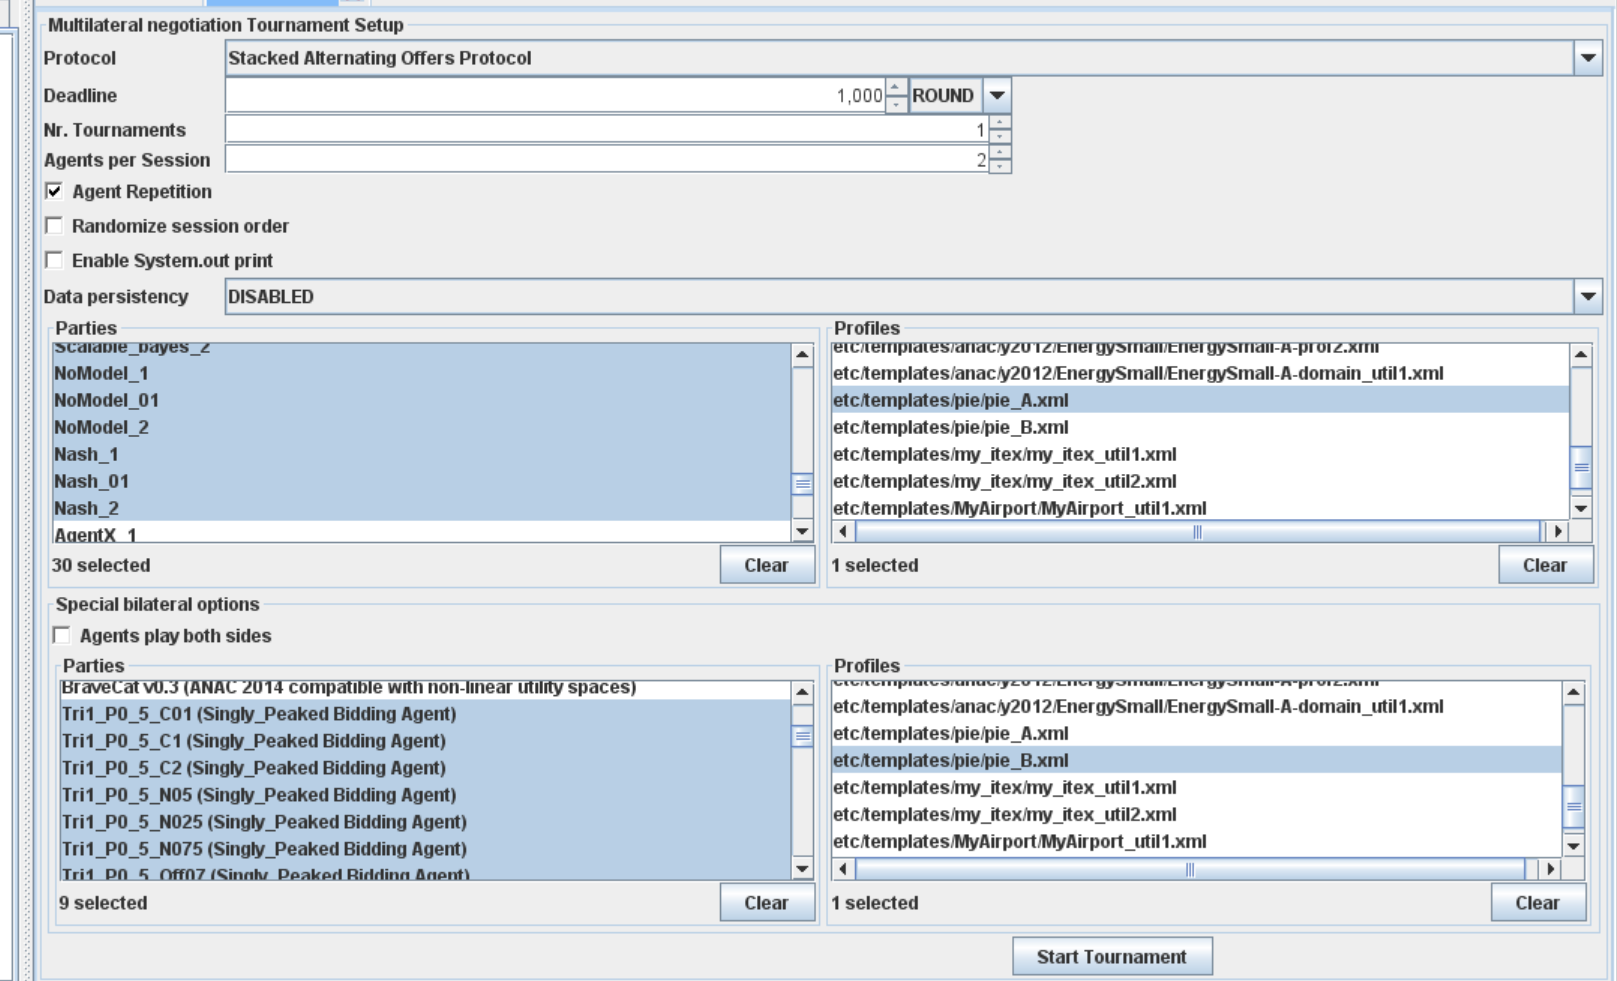 Multilateral negotiation Tournament Setup
Protocol
Stacked Alternating Offers Protocol
Deadline
1,000
ROUND
Nr. Tournaments
1
Agents per Session
2
Agent Repetition
Randomize session order
Enable System.out print
Data persistency
DISABLED
Parties
Scalable_bayes_2
NoModel_1
NoModel_01
NoModel_2
Nash_1
Nash_01
Nash_2
AgentX_1
30 selected
Clear
Profiles
etc/templates/anac/y2012/EnergySmall/EnergySmall-A-prof2.xml
etc/templates/anac/y2012/EnergySmall/EnergySmall-A-domain_util1.xml
etc/templates/pie/pie_A.xml
etc/templates/pie/pie_B.xml
etc/templates/my_itex/my_itex_util1.xml
etc/templates/my_itex/my_itex_util2.xml
etc/templates/MyAirport/MyAirport_util1.xml
1 selected
Clear
Special bilateral options
Agents play both sides
Parties
BraveCat v0.3 (ANAC 2014 compatible with non-linear utility spaces)
Tri1_P0_5_C01 (Singly_Peaked Bidding Agent)
Tri1_P0_5_C1 (Singly_Peaked Bidding Agent)
Tri1_P0_5_C2 (Singly_Peaked Bidding Agent)
Tri1_P0_5_N05 (Singly_Peaked Bidding Agent)
Tri1_P0_5_N025 (Singly_Peaked Bidding Agent)
Tri1_P0_5_N075 (Singly_Peaked Bidding Agent)
Tri1_P0_5_Off07 (Singly_Peaked Bidding Agent)
9 selected
Clear
Profiles
etc/templates/anac/y2012/EnergySmall/EnergySmall-A-prof2.xml
etc/templates/anac/y2012/EnergySmall/EnergySmall-A-domain_util1.xml
etc/templates/pie/pie_A.xml
etc/templates/pie/pie_B.xml
etc/templates/my_itex/my_itex_util1.xml
etc/templates/my_itex/my_itex_util2.xml
etc/templates/MyAirport/MyAirport_util1.xml
1 selected
Clear
Start Tournament